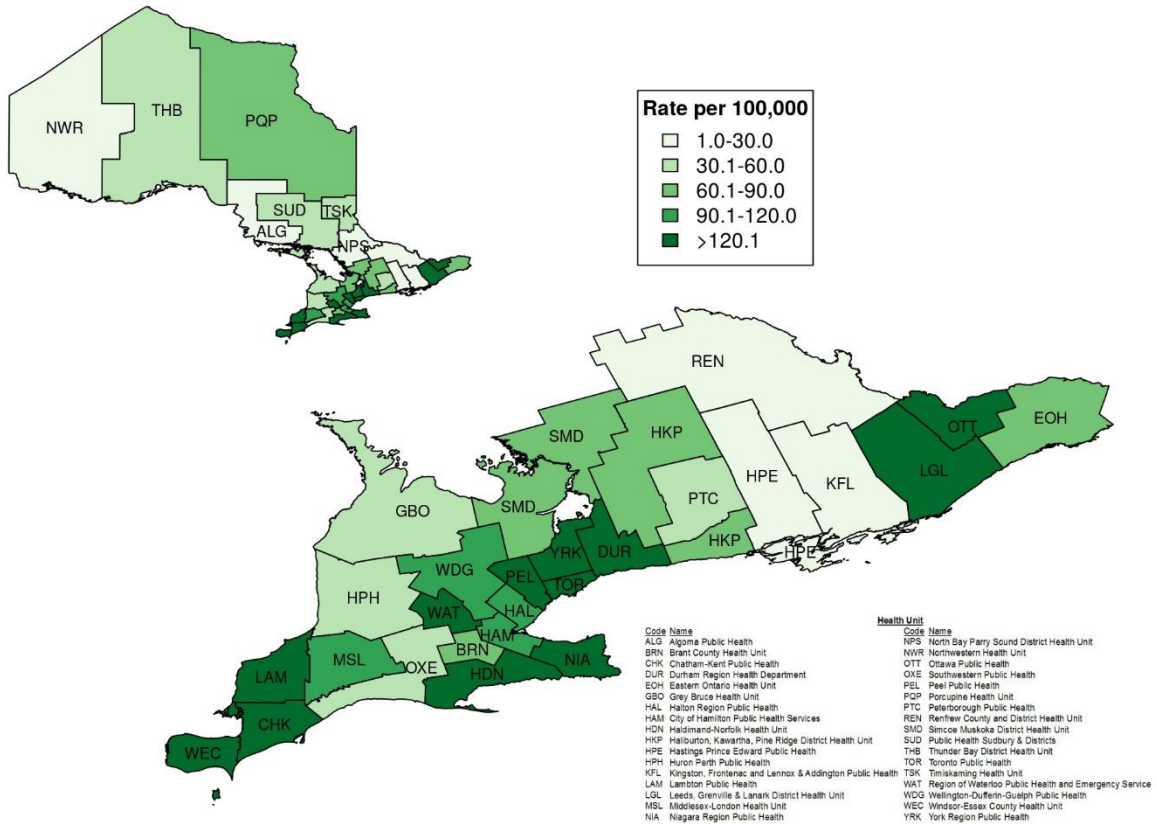 NWR
THB
PQP
SUD
TSK
ALG
NPS
Rate per 100,000
1.0-30.0
30.1-60.0
60.1-90.0
90.1-120.0
>120.1
REN
SMD
HKP
OTT
EOH
LGL
HPE
KFL
PTC
GBO
SMD
YRK
DUR
HKP
HPE
WDG
PEL
TOR
HPH
WAT
HAL
HAM
MSL
BRN
OXE
NIA
LAM
HDN
CHK
WEC
Health Unit
Code Name
ALG Algoma Public Health
BRN Brant County Health Unit
CHK Chatham-Kent Public Health
DUR Durham Region Health Department
EOH Eastern Ontario Health Unit
GBO Grey Bruce Health Unit
HAL Halton Region Public Health
HAM City of Hamilton Public Health Services
HDN Haldimand-Norfolk Health Unit
HKP Haliburton, Kawartha, Pine Ridge District Health Unit
HPE Hastings Prince Edward Public Health
HPH Huron Perth Public Health
KFL Kingston, Frontenac and Lennox & Addington Public Health
LAM Lambton Public Health
LGL Leeds, Grenville & Lanark District Health Unit
MSL Middlesex-London Health Unit
NIA Niagara Region Public Health
Code Name
NPS North Bay Parry Sound District Health Unit
NWR Northwestern Health Unit
OTT Ottawa Public Health
OXE Southwestern Public Health
PEL Peel Public Health
PQP Porcupine Health Unit
PTC Peterborough Public Health
REN Renfrew County and District Health Unit
SMD Simcoe Muskoka District Health Unit
SUD Public Health Sudbury & Districts
THB Thunder Bay District Health Unit
TOR Toronto Public Health
TSK Timiskaming Health Unit
WAT Region of Waterloo Public Health and Emergency Service
WDG Wellington-Dufferin-Guelph Public Health
WEC Windsor-Essex County Health Unit
YRK York Region Public Health